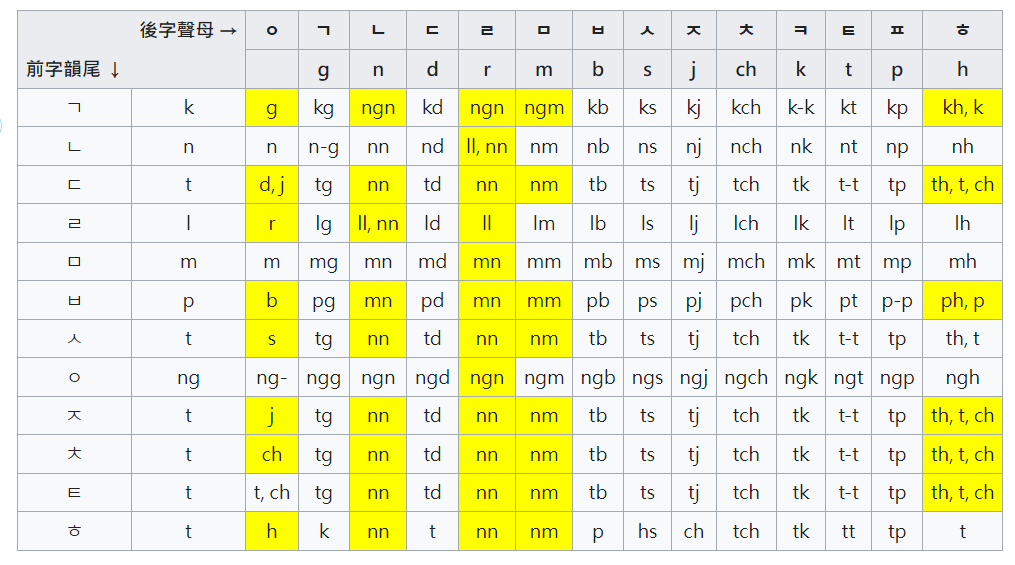 後字聲母 → ㅇ ㄱ ㄴ ㄷ ㄹ ㅁ ㅂ ㅅ ㅈ ㅊ ㅋ ㅌ ㅍ ㅎ
前字韻尾 ↓ g n d r m b s j ch k t p h
ㄱ k g kg ngn kd ngn ngm kb ks kj kch k-k kt kp kh, k
ㄴ n n n-g nn nd ll, nn nm nb ns nj nch nk nt np nh
ㄷ t d, j tg nn td nn nm tb ts tj tch tk t-t tp th, t, ch
ㄹ l r lg ll, nn ld ll lm lb ls lj lch lk lt lp lh
ㅁ m m mg mn md mn mm mb ms mj mch mk mt mp mh
ㅂ p b pg mn pd mn mm pb ps pj pch pk pt p-p ph, p
ㅅ t s tg nn td nn nm tb ts tj tch tk t-t tp th, t
ㅇ ng ng- ngg ngn ngd ngn ngm ngb ngs ngj ngch ngk ngt ngp ngh
ㅈ t j tg nn td nn nm tb ts tj tch tk t-t tp th, t, ch
ㅊ t ch tg nn td nn nm tb ts tj tch tk t-t tp th, t, ch
ㅌ t t, ch tg nn td nn nm tb ts tj tch tk t-t tp th, t, ch
ㅎ t h k nn t nn nm p hs ch tch tk tt tp t